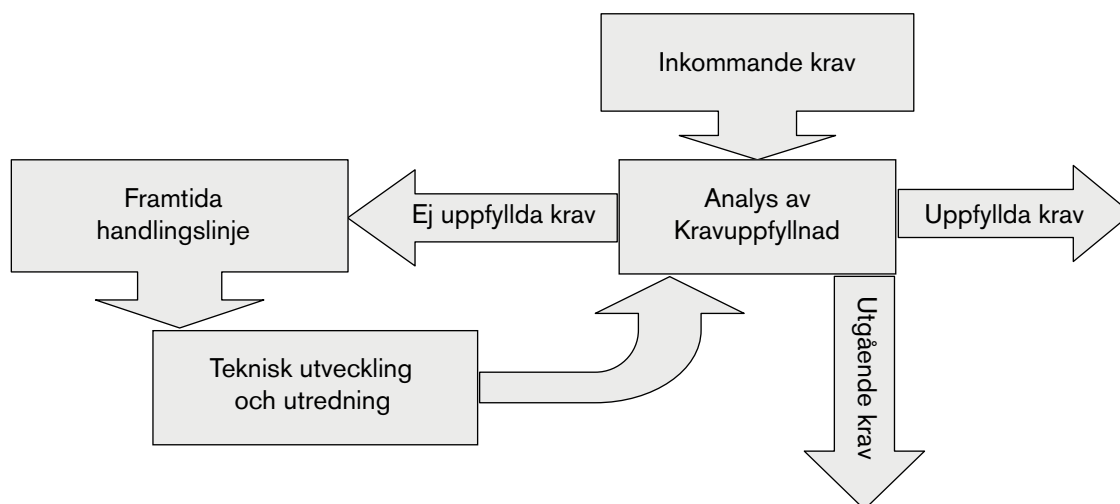 Inkommande krav
Framtida
handlingslinje
Ej uppfyllda krav
Analys av
Kravuppfyllnad
Uppfyllda krav
Utgående krav
Teknisk utveckling
och utredning